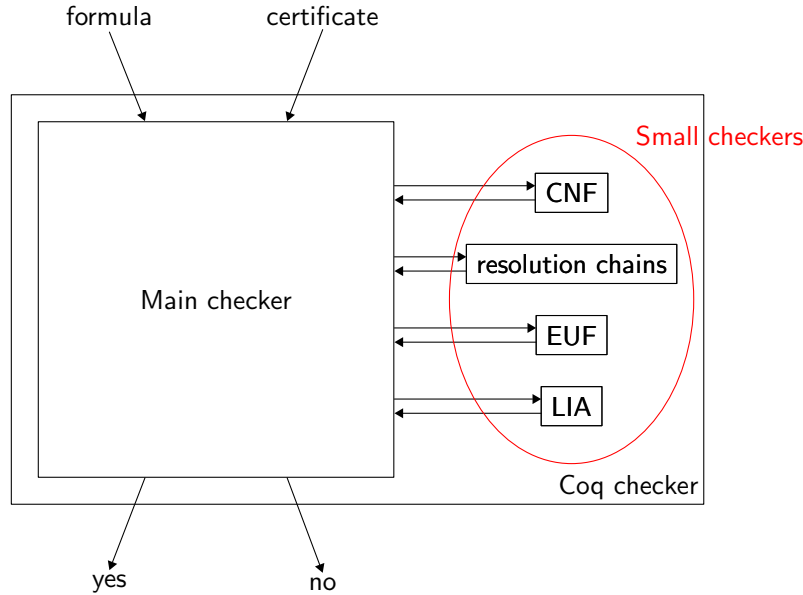 formula
certificate
Small checkers
CNF
resolution chains
Main checker
EUF
LIA
Coq checker
yes
no